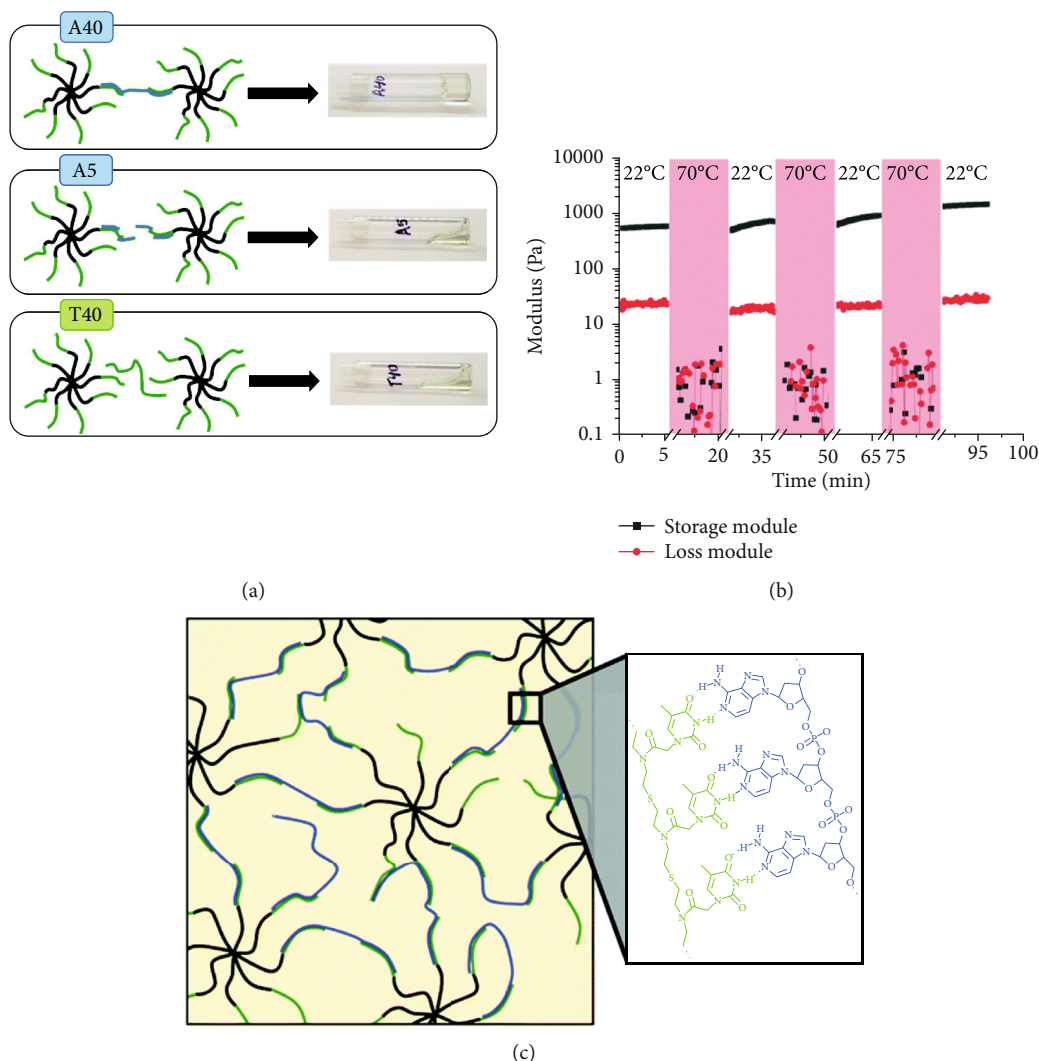 A40
A40
A5
A5
T40
T40
(a)
10000
1000
100
10
1
0.1
Modulus (Pa)
22°C 70°C 22°C 70°C 22°C 70°C 22°C
0 5 20 35 50 65 75 95 100
Time (min)
Storage module
Loss module
(b)
H
H-N
N
N
N
N
O
O
O
O
N-H
N
O
O
N
P
O
O
O
S
H
H-N
N
N
N
N
O
O
O
N-H
N
O
O
N
P
O
O
O
S
H
H-N
N
N
N
N
O
O
O
N-H
N
O
O
N
(c)